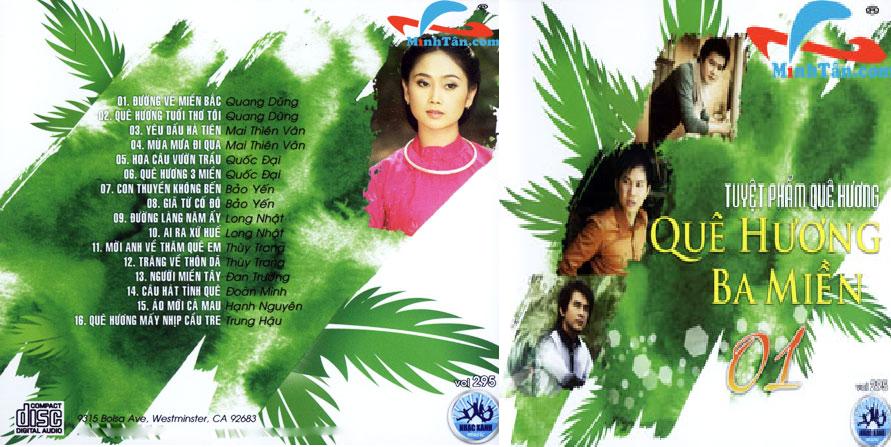 MinhTân.com
01. ĐƯỜNG VỀ MIỀN BẮC Quang Dũng
02. QUÊ HƯƠNG TUỔI THƠ TÔI Quang Dũng
03. YÊU DẤU HÀ TIÊN Mai Thiên Vân
04. MÙA MƯA ĐI QUA Mai Thiên Vân
05. HOA CAU VƯỜN TRẦU Quốc Đại
06. QUÊ HƯƠNG 3 MIỀN Quốc Đại
07. CON THUYỀN KHÔNG BẾN Bảo Yến
08. GIÃ TỪ CỐ ĐÔ Bảo Yến
09. ĐƯỜNG LÀNG NĂM ẤY Long Nhật
10. AI RA XỨ HUẾ Long Nhật
11. MỜI ANH VỀ THĂM QUÊ EM Thùy Trang
12. TRĂNG VỀ THÔN DÃ Thùy Trang
13. NGƯỜI MIỀN TÂY Đan Trường
14. CÂU HÁT TÌNH QUÊ Đoàn Minh
15. ÁO MỚI CÀ MAU Hạnh Nguyên
16. QUÊ HƯƠNG MẤY NHỊP CẦU TRE Trung Hậu
vol 295
COMPACT
disc
DIGITAL AUDIO
9315 Bolsa Ave, Westminster, CA 92683
NHẠC XANH
MinhTân.com
TUYỆT PHẨM QUÊ HƯƠNG
QUÊ HƯƠNG
BA MIỀN
01
vol 295
NHẠC XANH